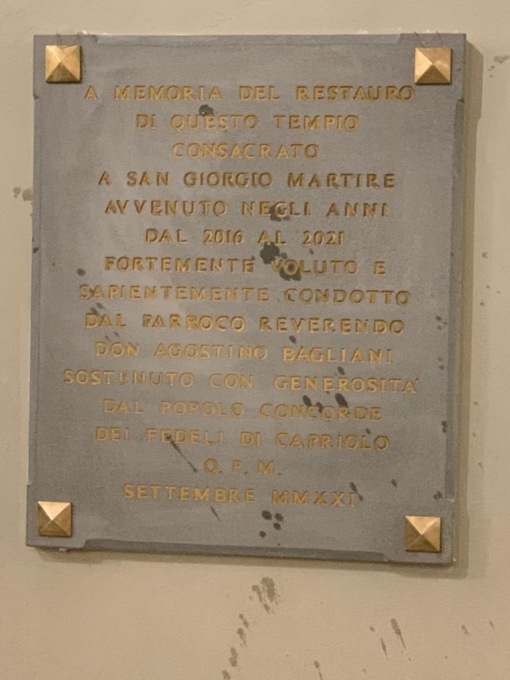 A MEMORIA DEL RESTAURO
DI QUESTO TEMPIO
CONSACRATO
A SAN GIORGIO MARTIRE
AVVENUTO NEGLI ANNI
DAL 2016 AL 2021
FORTEMENTE VOLUTO E
SAPIENTEMENTE CONDOTTO
DAL PARROCO REVERENDO
DON AGOSTINO BAGLIANI
SOSTENUTO CON GENEROSITA'
DAL POPOLO CONCORDE
DEI FEDELI DI CAPRIOLO
Q. P. M.
SETTEMBRE MMXXI